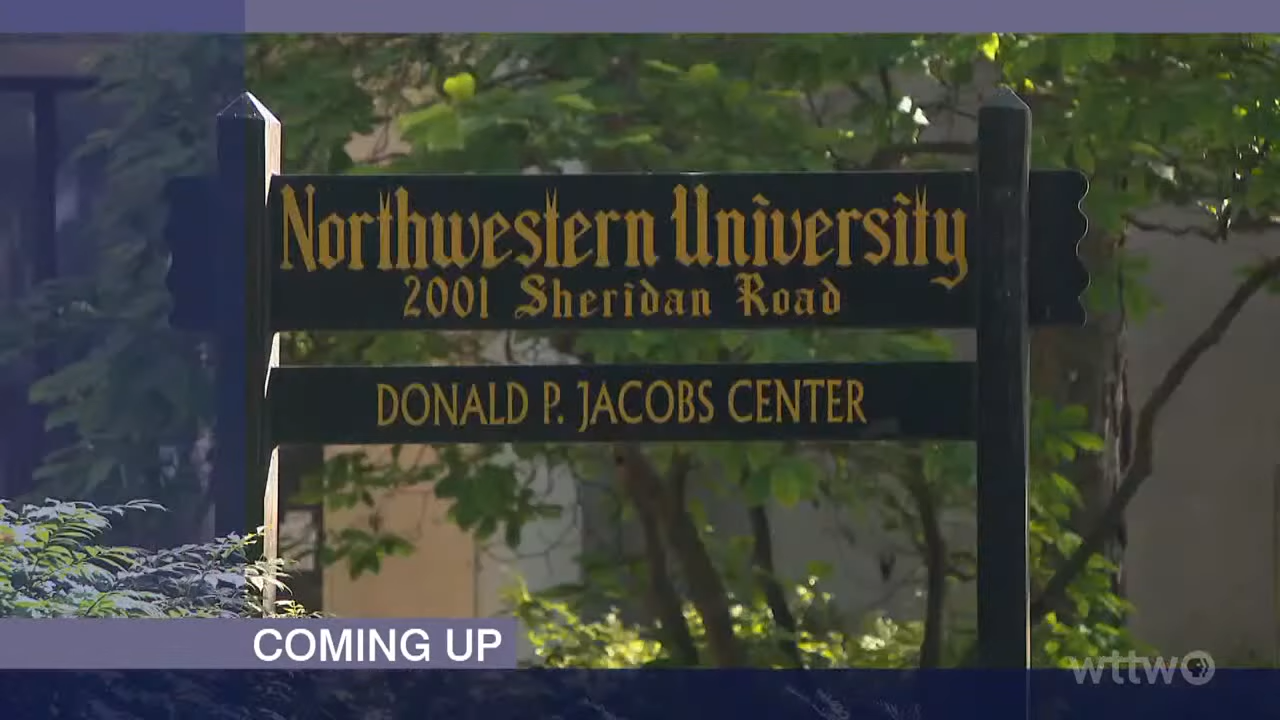 Northwestern University
2001 Sheridan Road
DONALD P. JACOBS CENTER
COMING UP
wttw